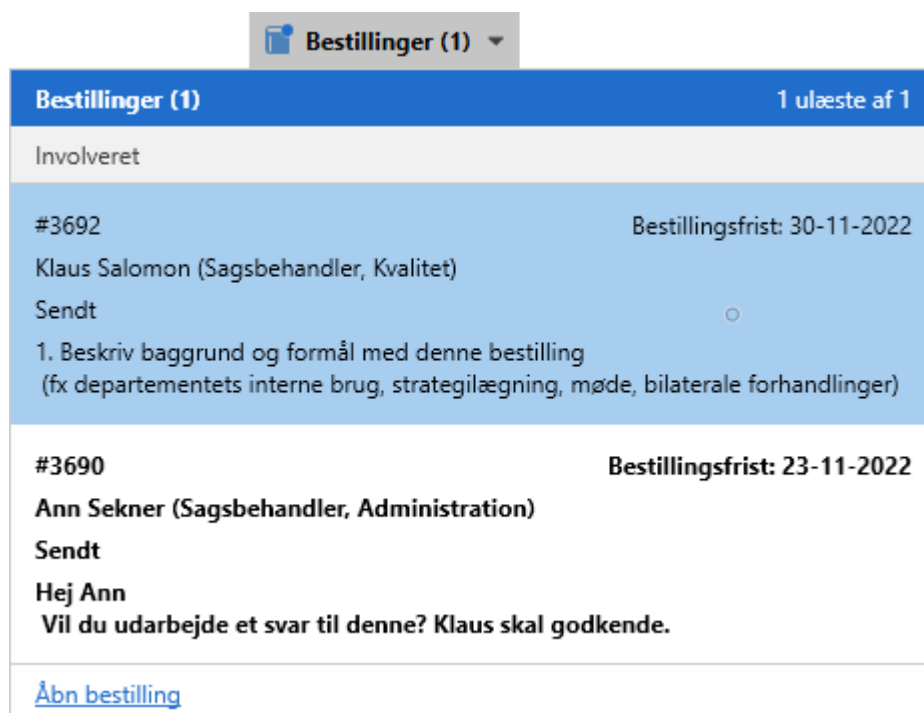 Bestillinger (1)
Bestillinger (1) 1 ulæste af 1
Involveret
#3692 Bestillingsfrist: 30-11-2022
Klaus Salomon (Sagsbehandler, Kvalitet)
Sendt
1. Beskriv baggrund og formål med denne bestilling
(fx departementets interne brug, strategilægning, møde, bilaterale forhandlinger)
#3690 Bestillingsfrist: 23-11-2022
Ann Sekner (Sagsbehandler, Administration)
Sendt
Hej Ann
Vil du udarbejde et svar til denne? Klaus skal godkende.
Åbn bestilling